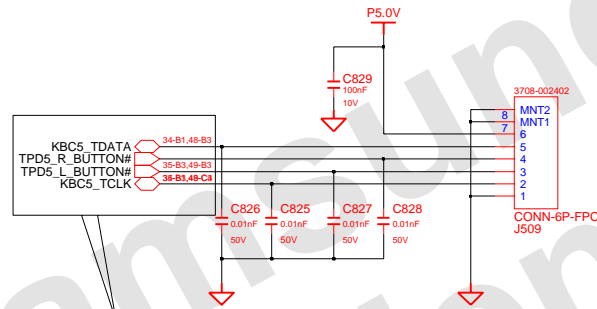 P5.0V
C829
100nF
10V
3708-002402
8 MNT2
7 MNT1
6
5
4
3
2
1
CONN-6P-FPC
J509
KBC5_TDATA 34-B1,48-B3
TPD5_R_BUTTON# 35-B3,49-B3
TPD5_L_BUTTON# 35-B3,49-B3
KBC5_TCLK
C826
0.01nF
50V
C825
0.01nF
50V
C827
0.01nF
50V
C828
0.01nF
50V